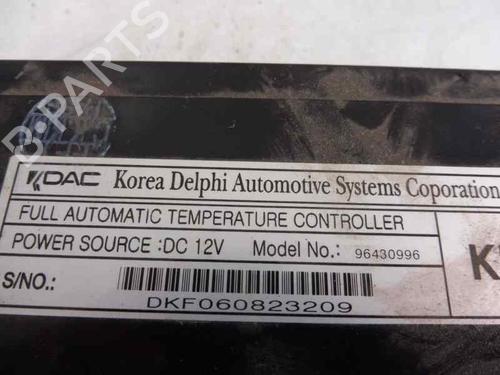 B-PARTS
KDAC Korea Delphi Automotive Systems Coporation
FULL AUTOMATIC TEMPERATURE CONTROLLER
POWER SOURCE :DC 12V Model No.: 96430996
S/NO.:
DKF060823209